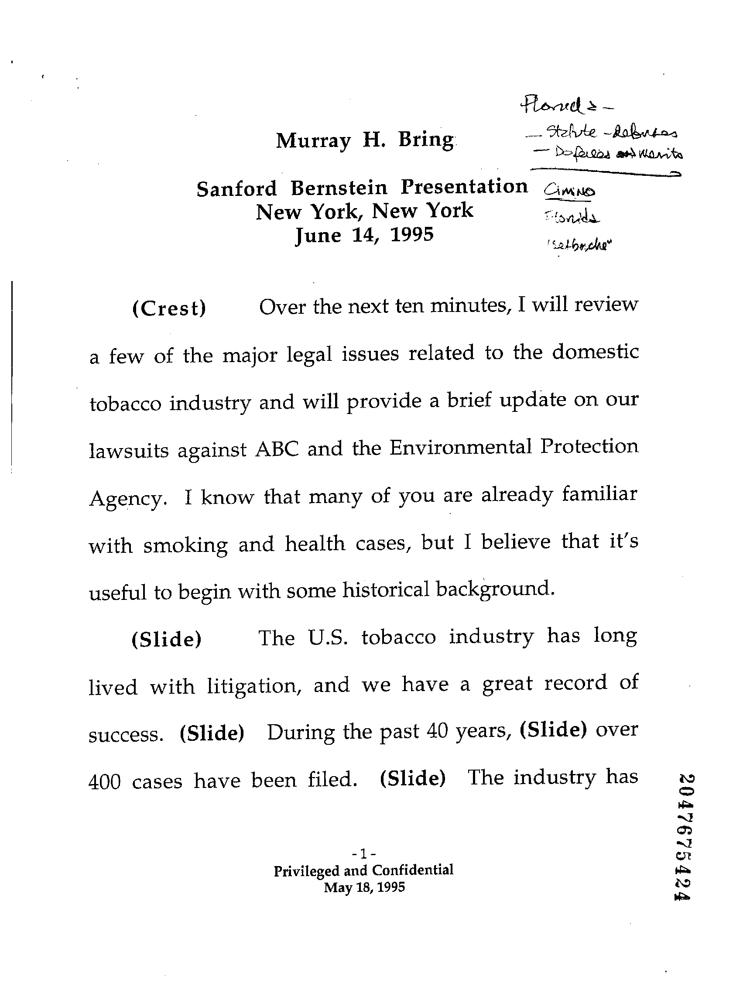 Murray H. Bring
Sanford Bernstein Presentation
New York, New York
June 14, 1995
— Statute - defenses
Cimino
Florida
(Crest) Over the next ten minutes, I will review
a few of the major legal issues related to the domestic
tobacco industry and will provide a brief update on our
lawsuits against ABC and the Environmental Protection
Agency. I know that many of you are already familiar
with smoking and health cases, but I believe that it's
useful to begin with some historical background.
(Slide) The U.S. tobacco industry has long
lived with litigation, and we have a great record of
success. (Slide) During the past 40 years, (Slide) over
400 cases have been filed. (Slide) The industry has
-1-
Privileged and Confidential
May 18, 1995
2047675424